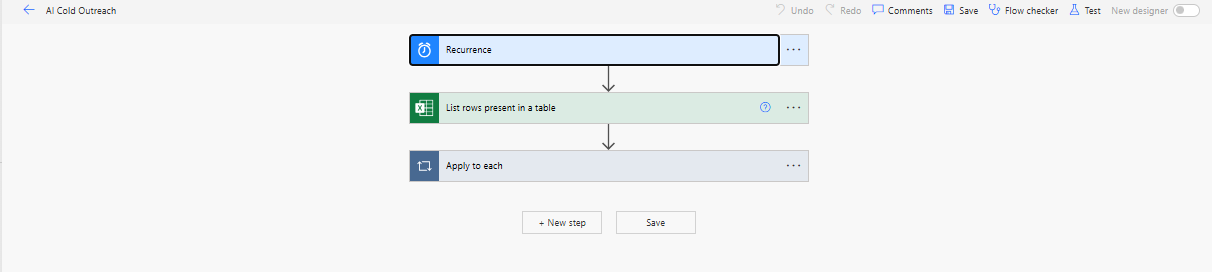 AI Cold Outreach
Undo Redo Comments Save Flow checker Test New designer
Recurrence
List rows present in a table
Apply to each
+ New step Save